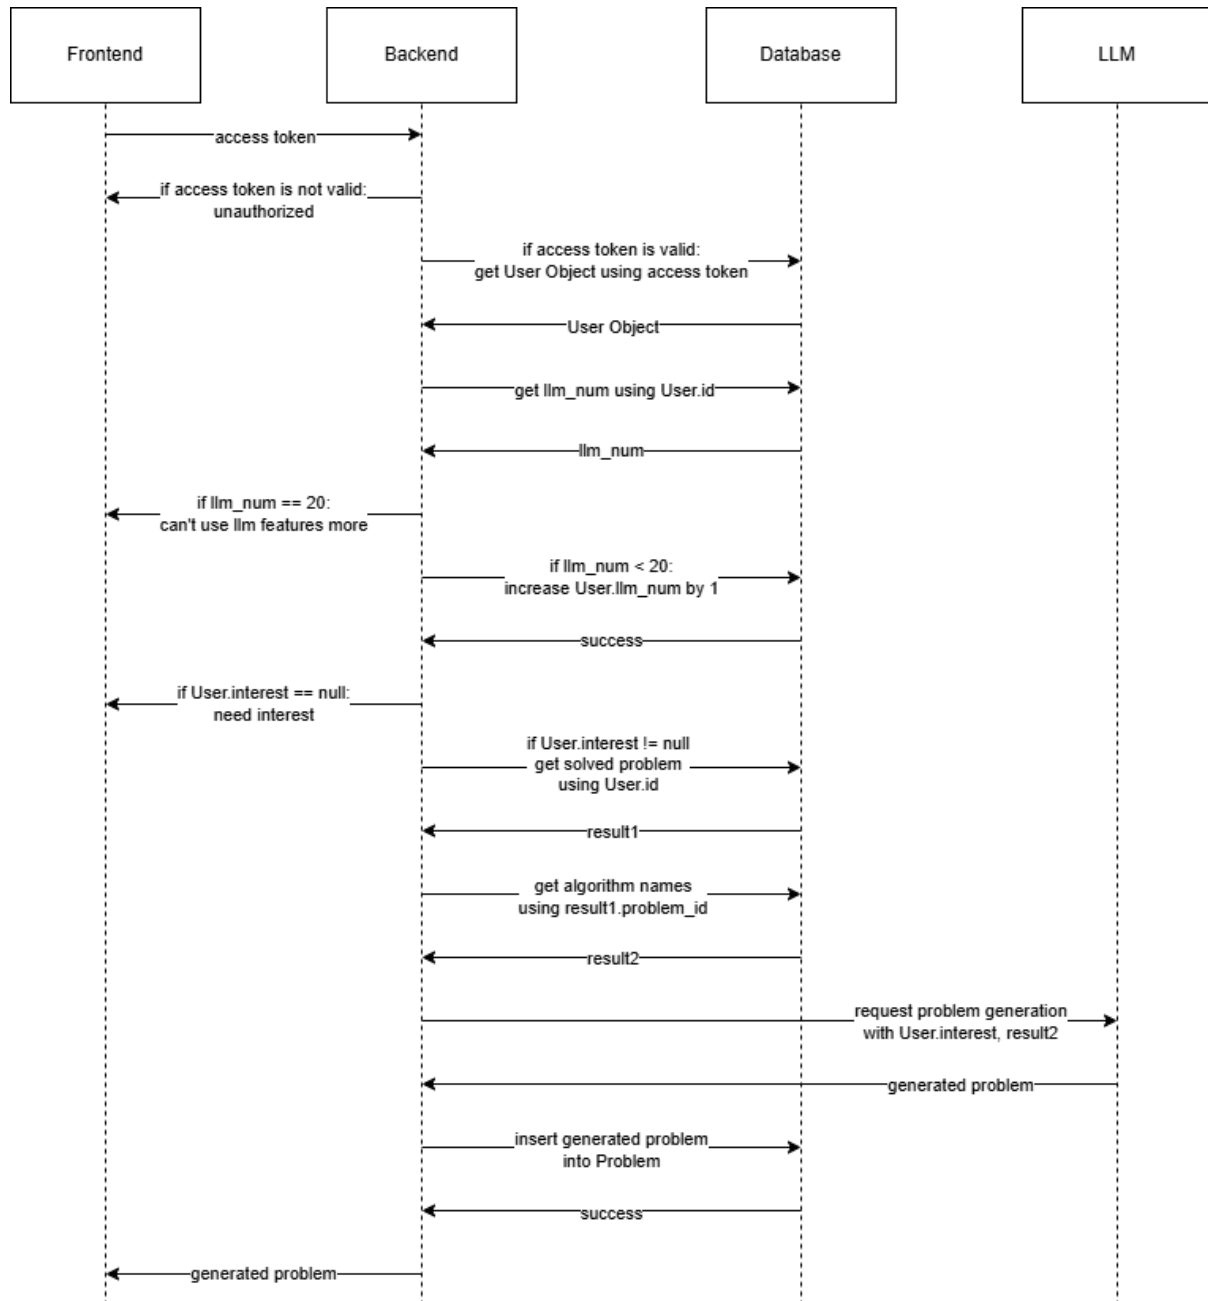 Frontend
Backend
Database
LLM
access token
if access token is not valid:
unauthorized
if access token is valid:
get User Object using access token
User Object
get llm_num using User.id
llm_num
if llm_num == 20:
can't use llm features more
if llm_num < 20:
increase User.llm_num by 1
success
if User.interest == null:
need interest
if User.interest != null
get solved problem
using User.id
result1
get algorithm names
using result1.problem_id
result2
request problem generation
with User.interest, result2
generated problem
insert generated problem
into Problem
success
generated problem